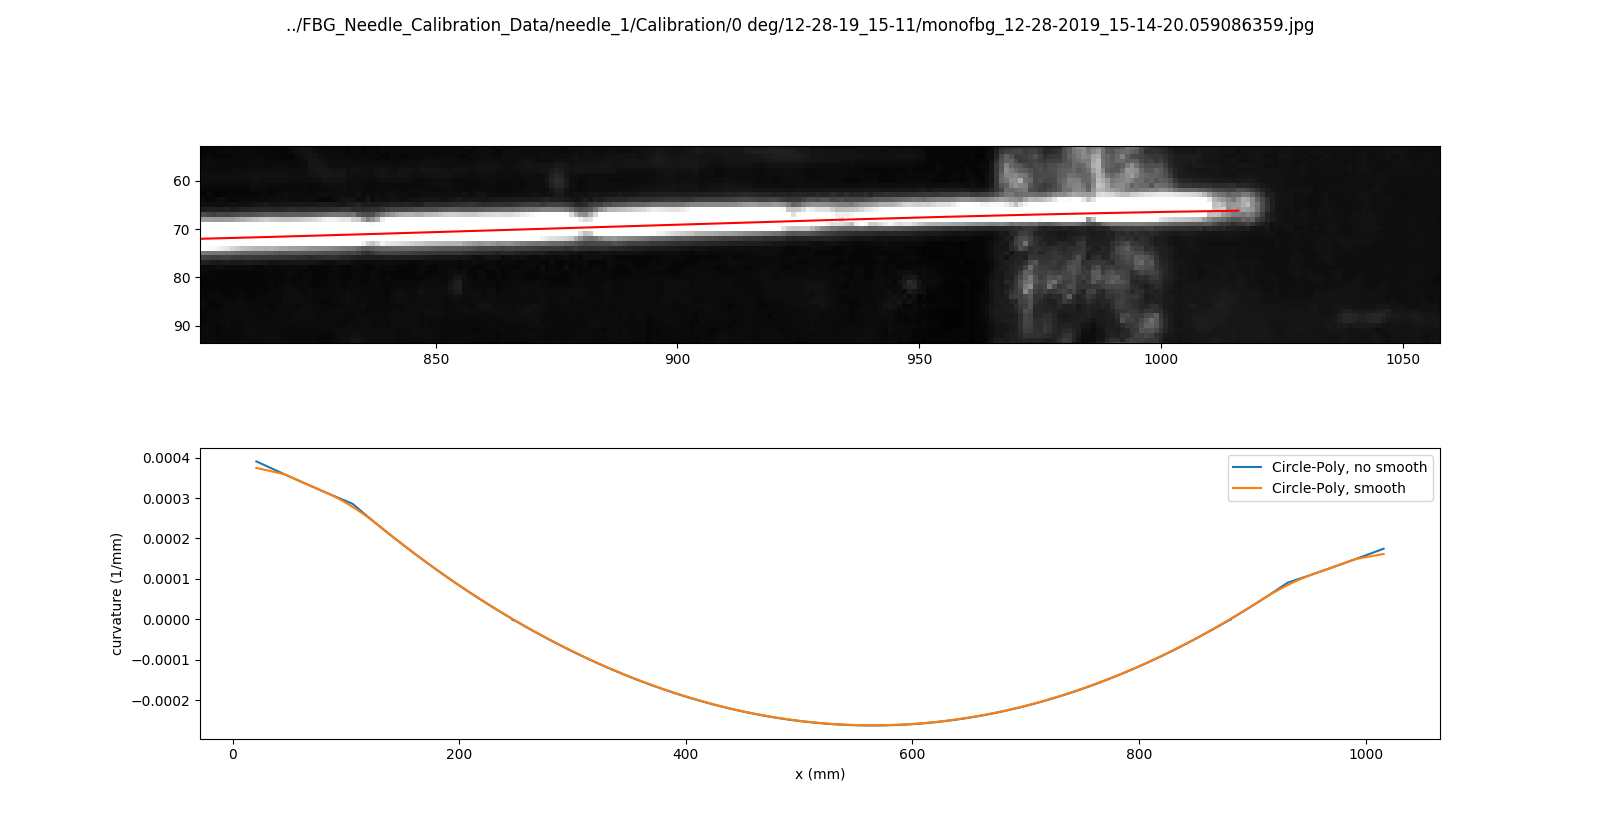 ../FBG_Needle_Calibration_Data/needle_1/Calibration/0 deg/12-28-19_15-11/monofbg_12-28-2019_15-14-20.059086359.jpg
60
70
80
90
850 900 950 1000 1050
0.0004
0.0003
0.0002
0.0001
0.0000
−0.0001
−0.0002
curvature (1/mm)
Circle-Poly, no smooth
Circle-Poly, smooth
0 200 400 600 800 1000
x (mm)